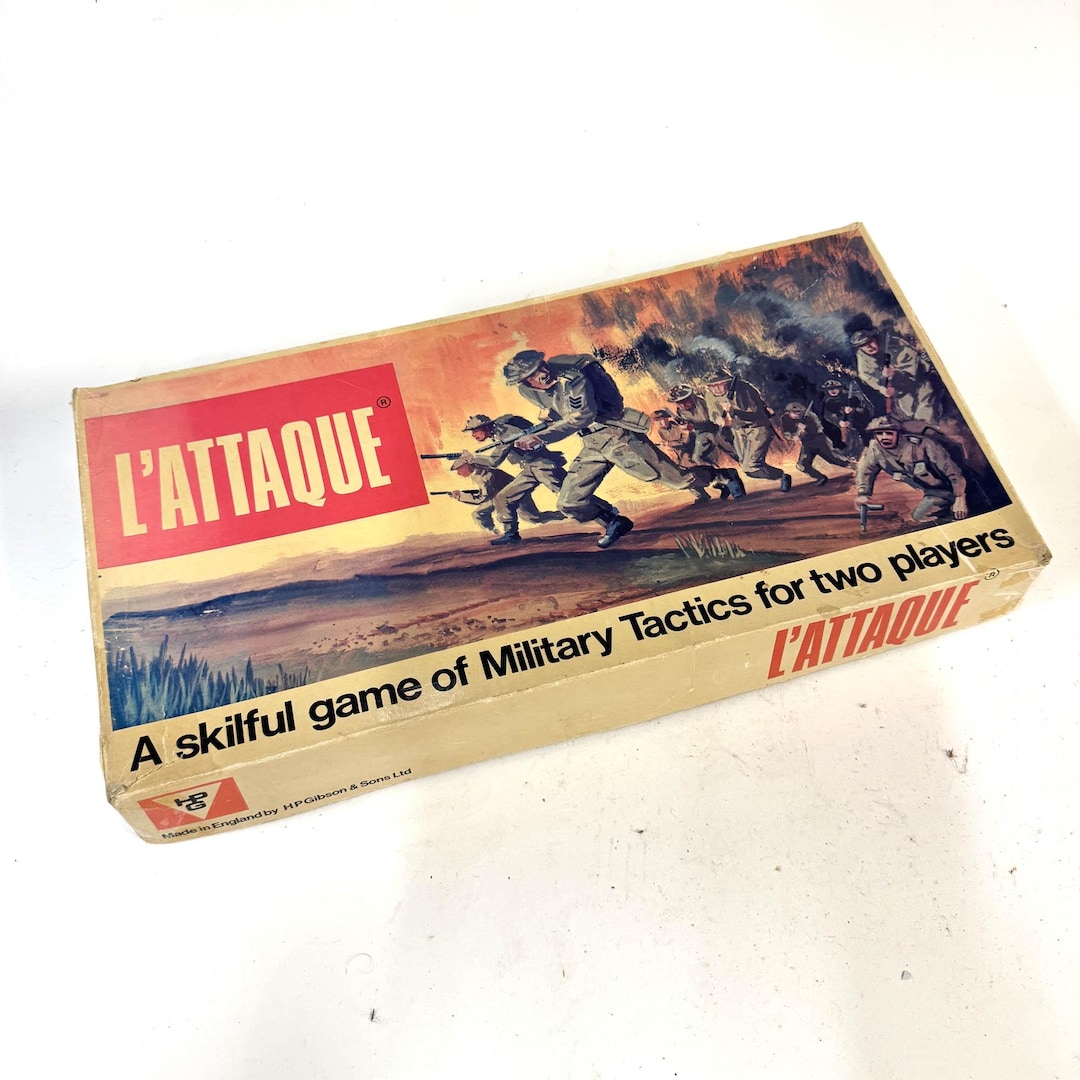 L'ATTAQUE®
A skilful game of Military Tactics for two players
L'ATTAQUE®
HPG
Made in England by H P Gibson & Sons Ltd